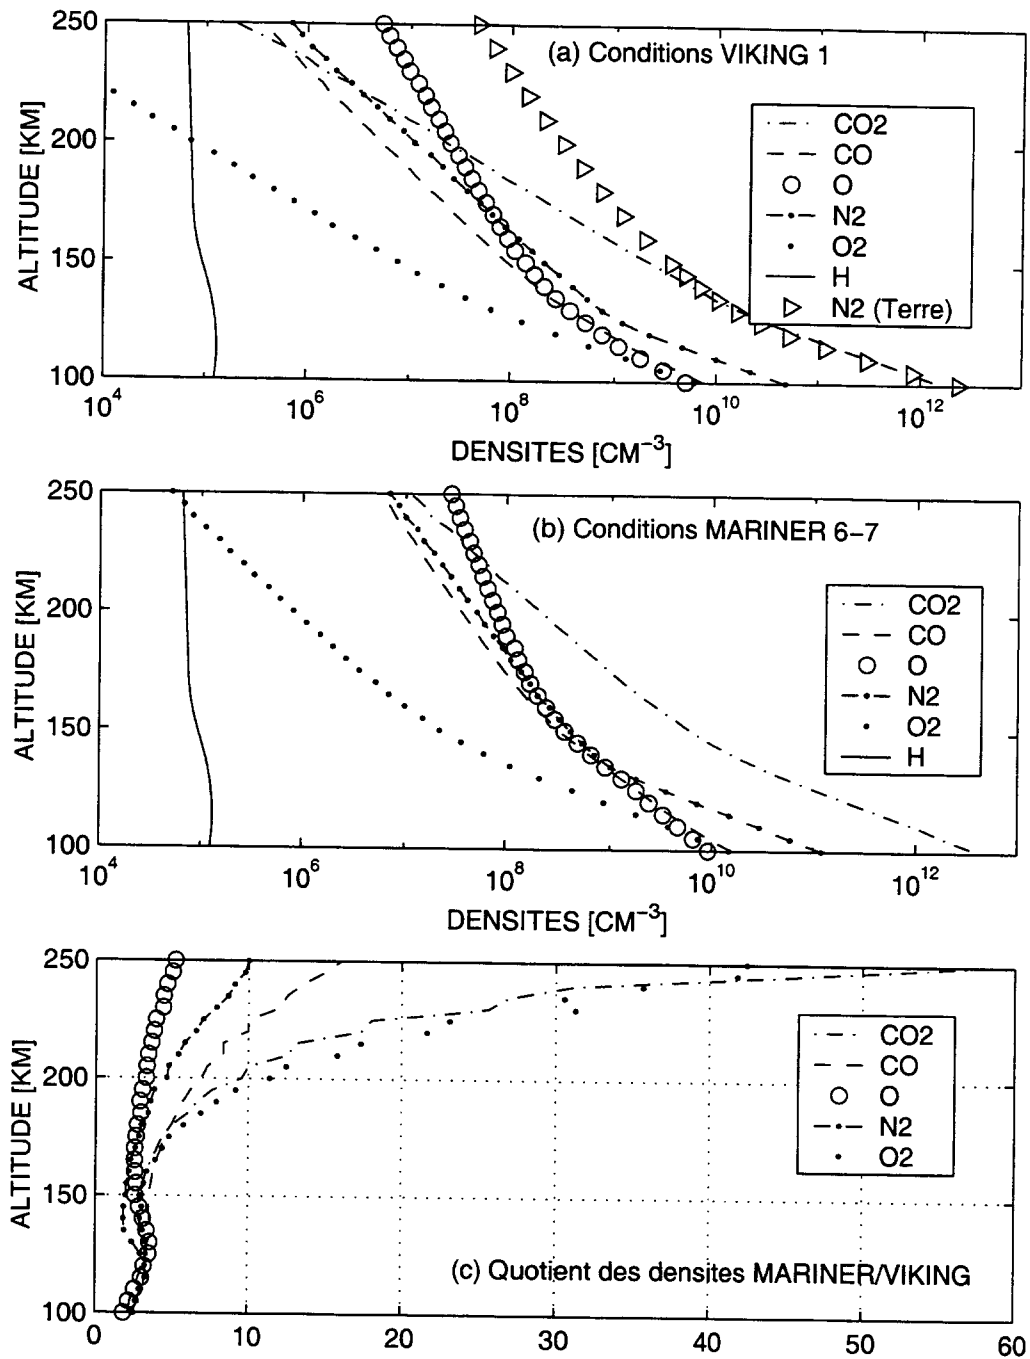 250
(a) Conditions VIKING 1
ALTITUDE [KM]
200
150
100
CO2
CO
O
N2
O2
H
N2 (Terre)
10^4
10^6
10^8
10^10
10^12
DENSITES [CM^−3]
250
(b) Conditions MARINER 6−7
ALTITUDE [KM]
200
150
100
CO2
CO
O
N2
O2
H
10^4
10^6
10^8
10^10
10^12
DENSITES [CM^−3]
250
ALTITUDE [KM]
200
150
100
CO2
CO
O
N2
O2
(c) Quotient des densites MARINER/VIKING
0
10
20
30
40
50
60